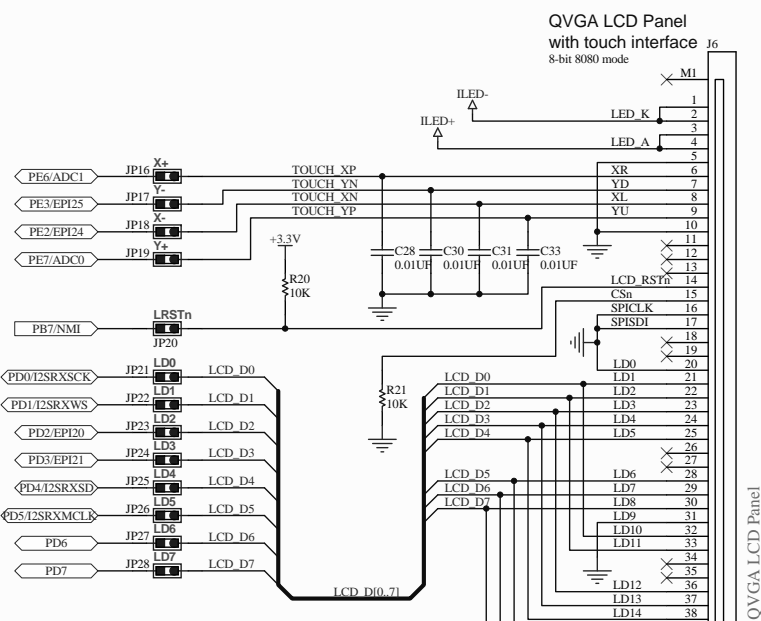 QVGA LCD Panel
with touch interface
8-bit 8080 mode
J6
M1
ILED-
1
LED_K 2
ILED+
3
LED_A 4
5
PE6/ADC1 JP16 X+ TOUCH_XP XR 6
PE3/EPI25 JP17 Y- TOUCH_YN YD 7
PE2/EPI24 JP18 X- TOUCH_XN XL 8
PE7/ADC0 JP19 Y+ TOUCH_YP YU 9
10
11
+3.3V
C28 0.01UF C30 0.01UF C31 0.01UF C33 0.01UF
12
13
R20
10K
LCD_RSTn 14
CSn 15
SPICLK 16
PB7/NMI LRSTn JP20 SPISDI 17
18
19
LD0 20
PD0/I2SRXSCK JP21 LD0 LCD_D0 LCD_D0 LD1 21
PD1/I2SRXWS JP22 LD1 LCD_D1 R21 10K LCD_D1 LD2 22
PD2/EPI20 JP23 LD2 LCD_D2 LCD_D2 LD3 23
PD3/EPI21 JP24 LD3 LCD_D3 LCD_D3 LD4 24
PD4/I2SRXSD JP25 LD4 LCD_D4 LCD_D4 LD5 25
26
27
PD5/I2SRXMCLK JP26 LD5 LCD_D5 LCD_D5 LD6 28
PD6 JP27 LD6 LCD_D6 LCD_D6 LD7 29
PD7 JP28 LD7 LCD_D7 LCD_D7 LD8 30
LD9 31
LD10 32
LD11 33
34
35
LCD_D[0..7]
LD12 36
LD13 37
LD14 38
QVGA LCD Panel